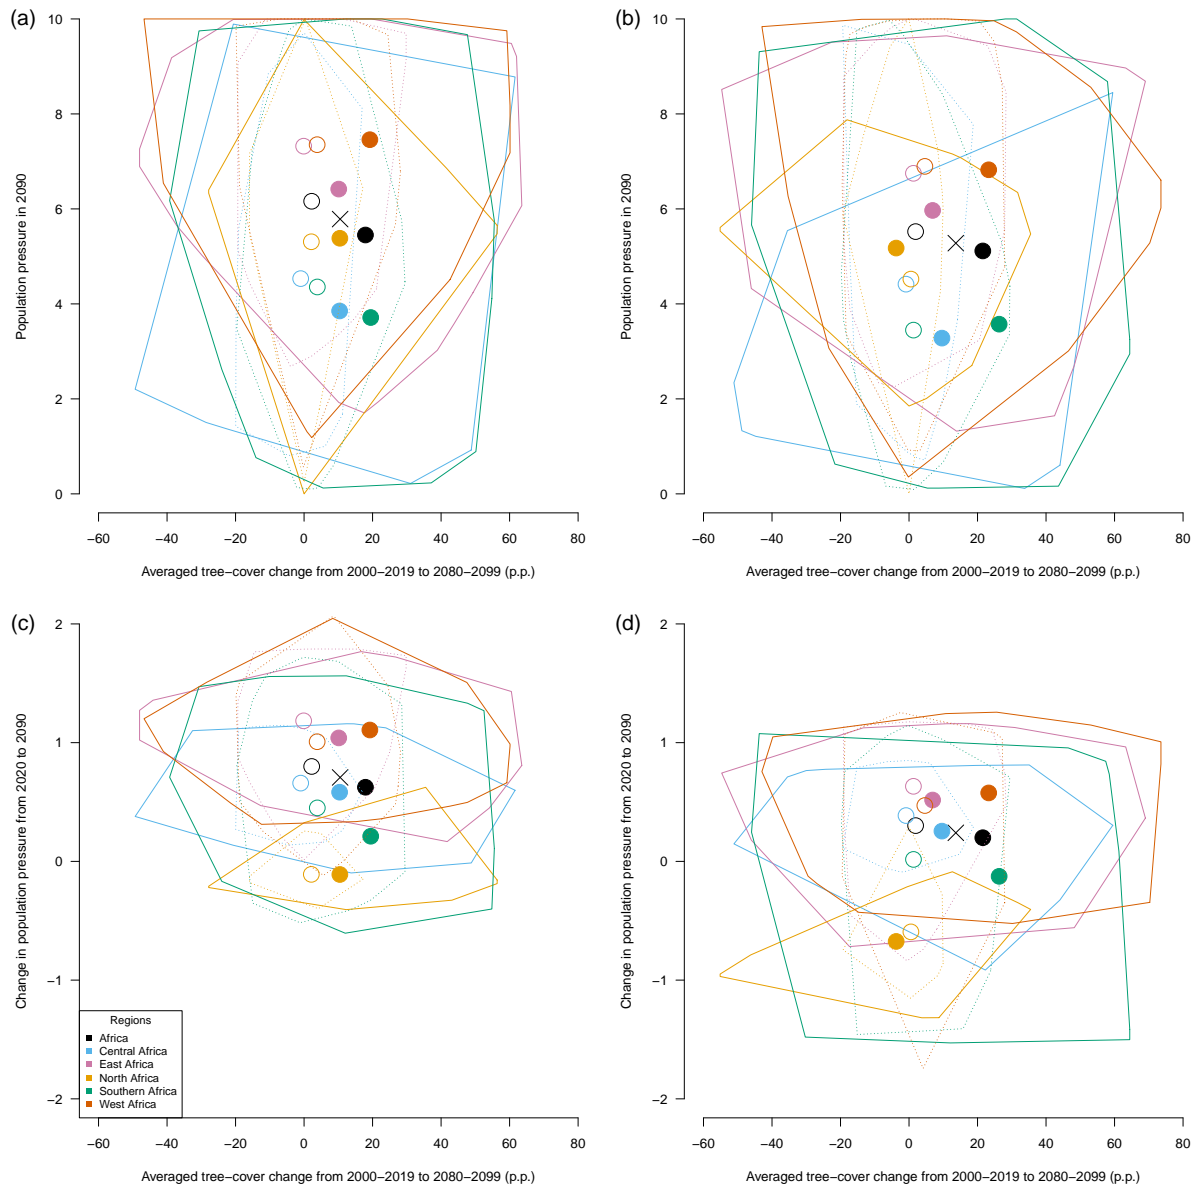 (a)
10
8
6
4
2
0
Population pressure in 2090
−60 −40 −20 0 20 40 60 80
Averaged tree−cover change from 2000−2019 to 2080−2099 (p.p.)
(b)
10
8
6
4
2
0
Population pressure in 2090
−60 −40 −20 0 20 40 60 80
Averaged tree−cover change from 2000−2019 to 2080−2099 (p.p.)
(c)
2
1
0
−1
−2
Change in population pressure from 2020 to 2090
Regions
Africa
Central Africa
East Africa
North Africa
Southern Africa
West Africa
−60 −40 −20 0 20 40 60 80
Averaged tree−cover change from 2000−2019 to 2080−2099 (p.p.)
(d)
2
1
0
−1
−2
Change in population pressure from 2020 to 2090
−60 −40 −20 0 20 40 60 80
Averaged tree−cover change from 2000−2019 to 2080−2099 (p.p.)